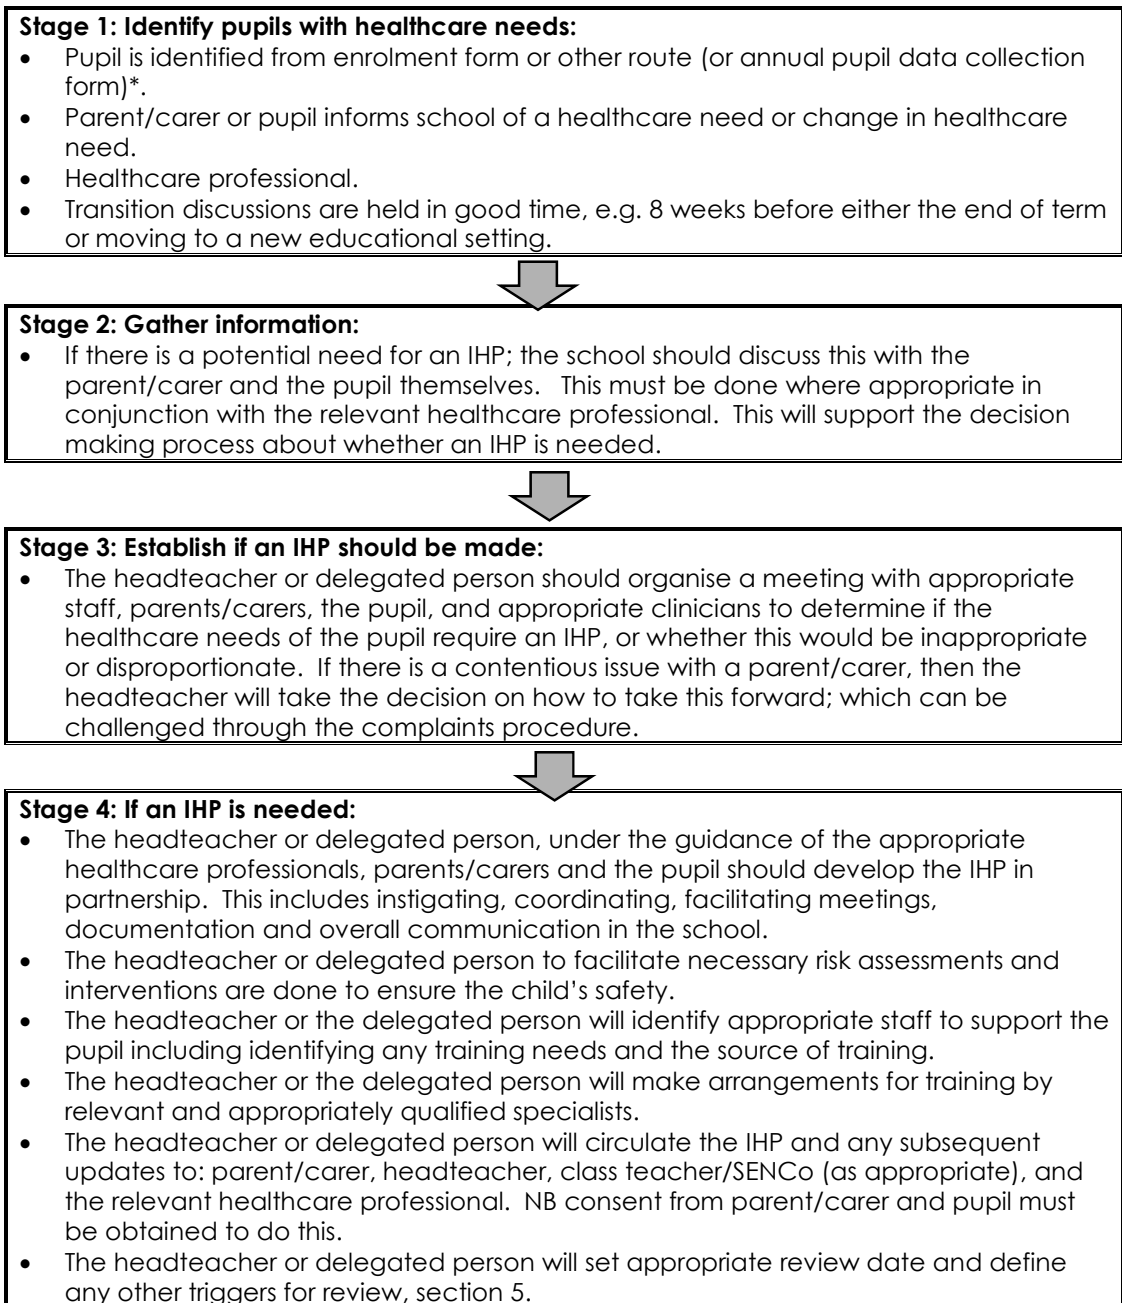 Stage 1: Identify pupils with healthcare needs:
• Pupil is identified from enrolment form or other route (or annual pupil data collection
form)*.
• Parent/carer or pupil informs school of a healthcare need or change in healthcare
need.
• Healthcare professional.
• Transition discussions are held in good time, e.g. 8 weeks before either the end of term
or moving to a new educational setting.
Stage 2: Gather information:
• If there is a potential need for an IHP; the school should discuss this with the
parent/carer and the pupil themselves.   This must be done where appropriate in
conjunction with the relevant healthcare professional.  This will support the decision
making process about whether an IHP is needed.
Stage 3: Establish if an IHP should be made:
• The headteacher or delegated person should organise a meeting with appropriate
staff, parents/carers, the pupil, and appropriate clinicians to determine if the
healthcare needs of the pupil require an IHP, or whether this would be inappropriate
or disproportionate.  If there is a contentious issue with a parent/carer, then the
headteacher will take the decision on how to take this forward; which can be
challenged through the complaints procedure.
Stage 4: If an IHP is needed:
• The headteacher or delegated person, under the guidance of the appropriate
healthcare professionals, parents/carers and the pupil should develop the IHP in
partnership.  This includes instigating, coordinating, facilitating meetings,
documentation and overall communication in the school.
• The headteacher or delegated person to facilitate necessary risk assessments and
interventions are done to ensure the child’s safety.
• The headteacher or the delegated person will identify appropriate staff to support the
pupil including identifying any training needs and the source of training.
• The headteacher or the delegated person will make arrangements for training by
relevant and appropriately qualified specialists.
• The headteacher or delegated person will circulate the IHP and any subsequent
updates to: parent/carer, headteacher, class teacher/SENCo (as appropriate), and
the relevant healthcare professional.  NB consent from parent/carer and pupil must
be obtained to do this.
• The headteacher or delegated person will set appropriate review date and define
any other triggers for review, section 5.